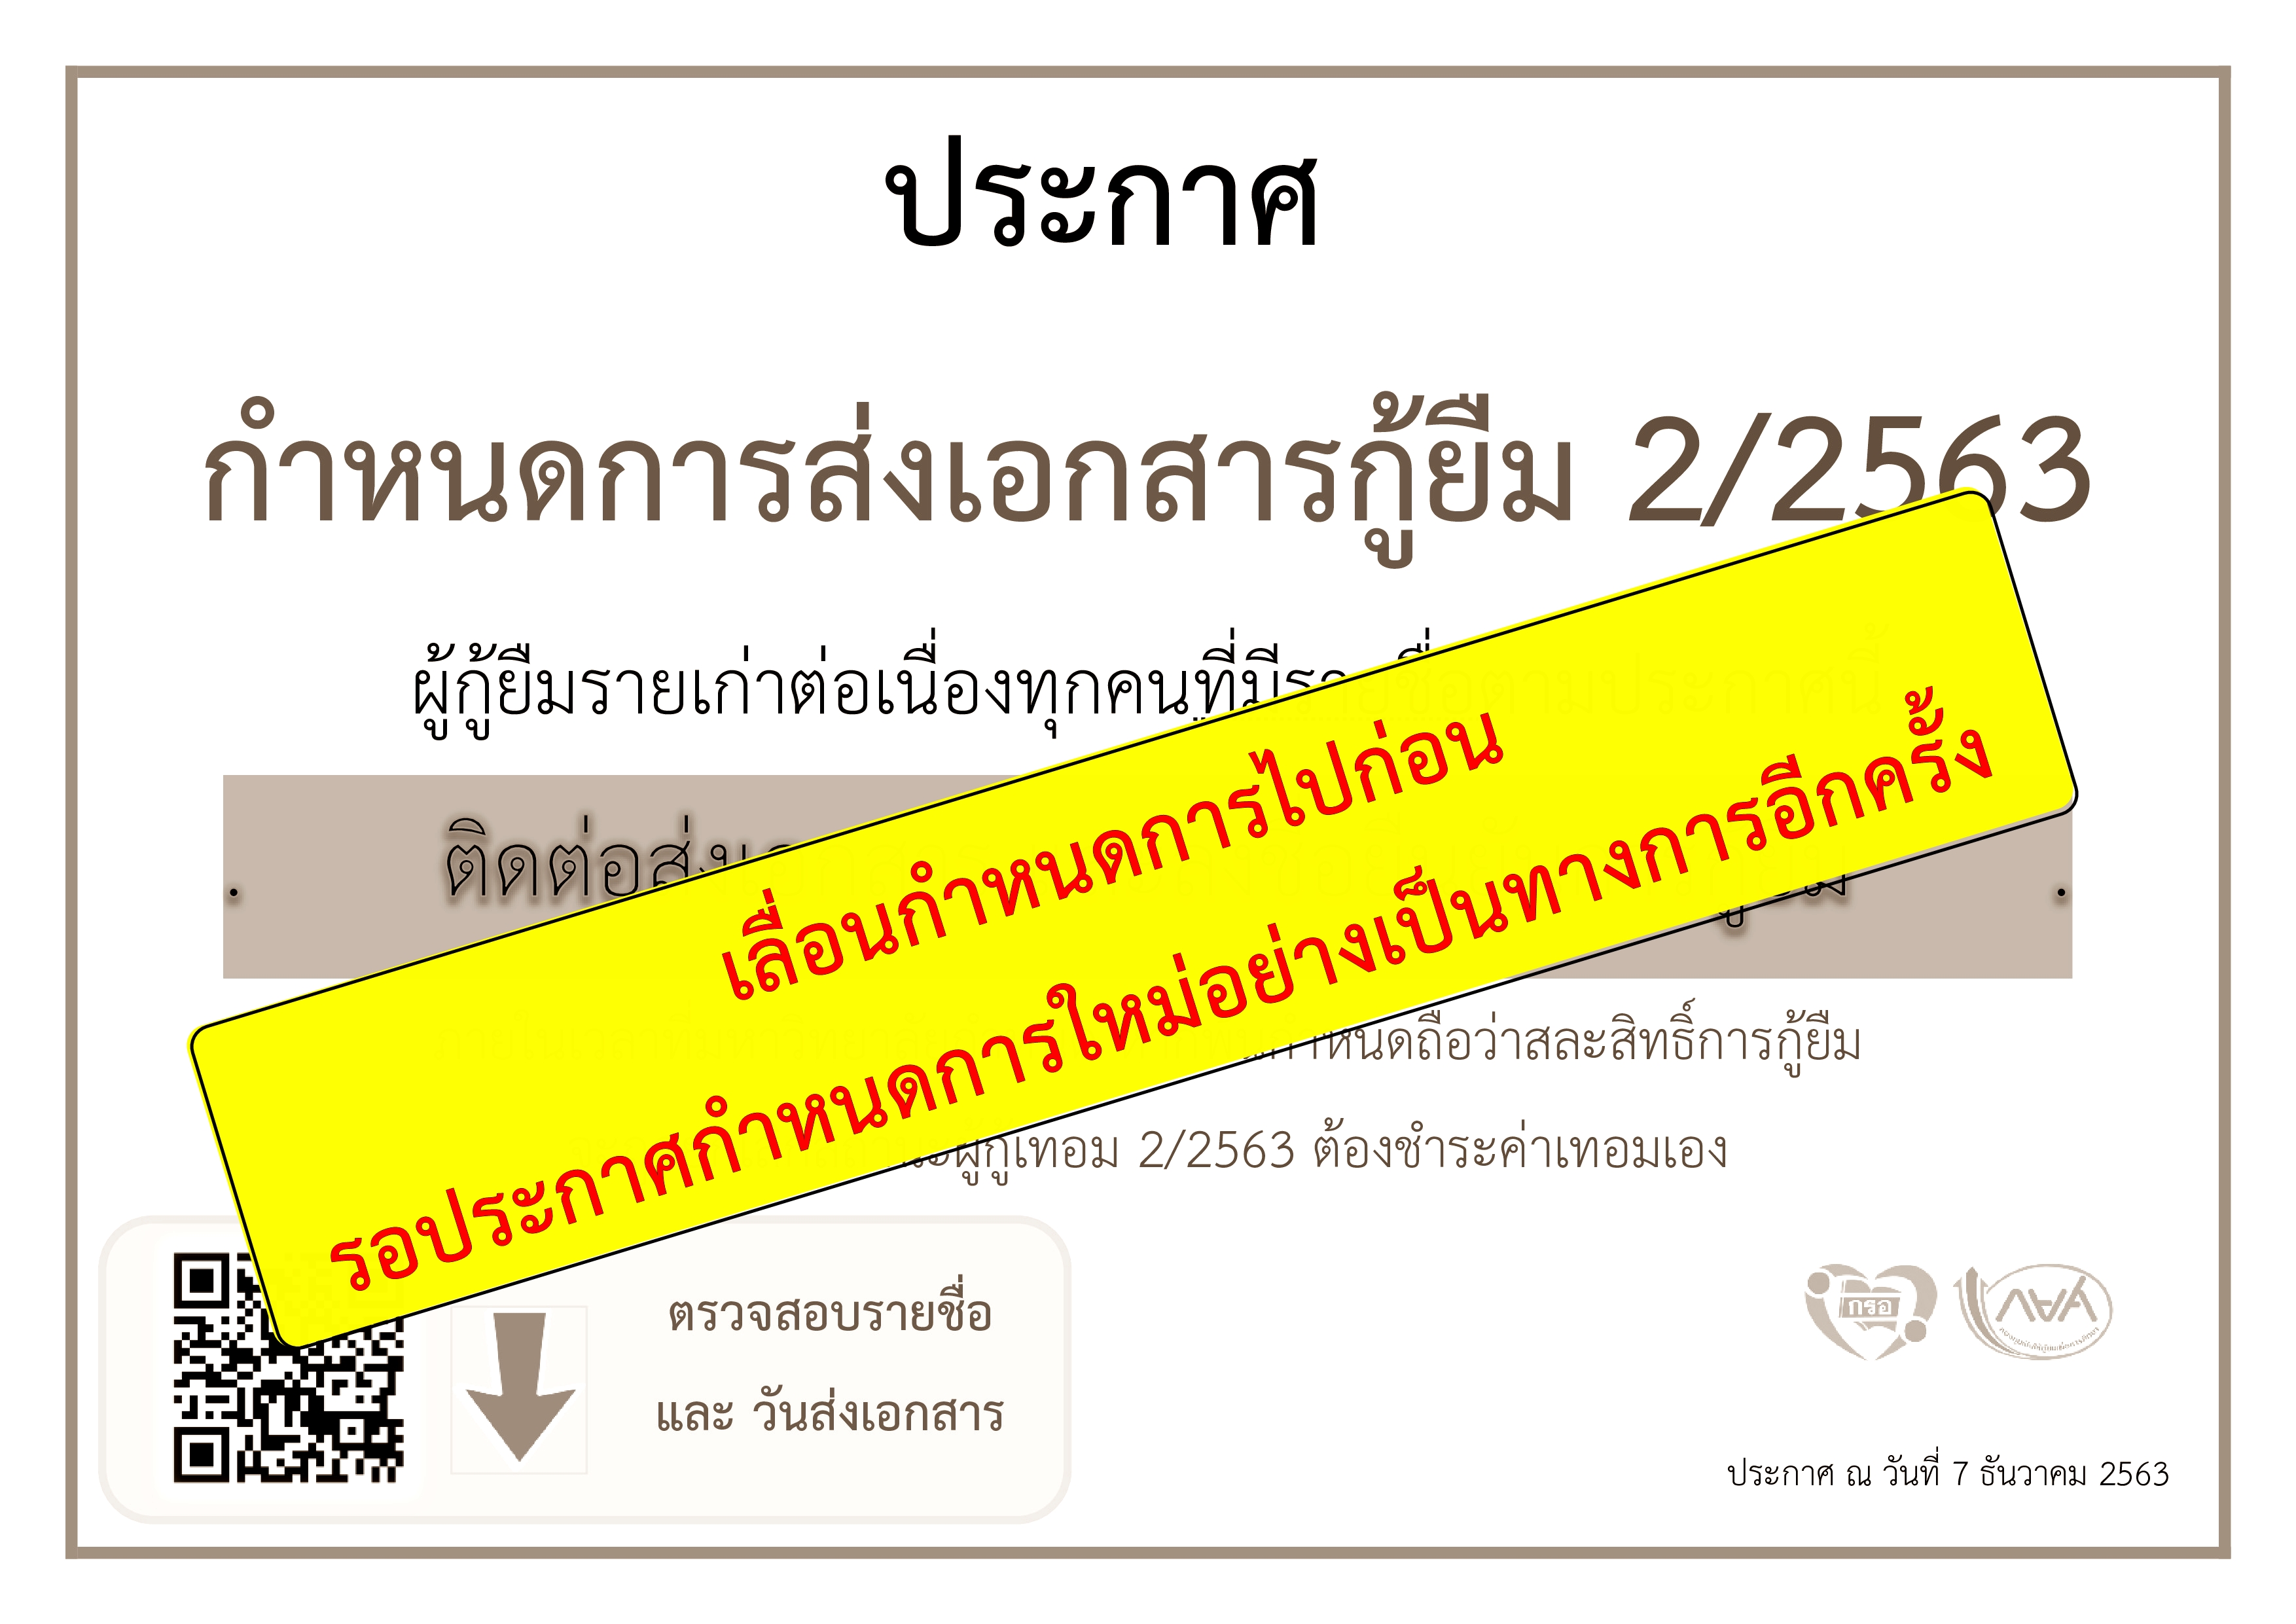 ประกาศ
กำหนดการส่งเอกสารกู้ยืม 2/2563
ผู้กู้ยืมรายเก่าต่อเนื่องทุกคนที่มีรายชื่อตามประกาศนี้
ติดต่อส่ง
เลื่อนกำหนดการไปก่อน
รอประกาศกำหนดการใหม่อย่างเป็นทางการอีกครั้ง
กำหนดถือว่าสละสิทธิ์การกู้ยืม
ผู้กู้เทอม 2/2563 ต้องชำระค่าเทอมเอง
ตรวจสอบรายชื่อ
และ วันส่งเอกสาร
กรอ
กยศ
ประกาศ ณ วันที่ 7 ธันวาคม 2563